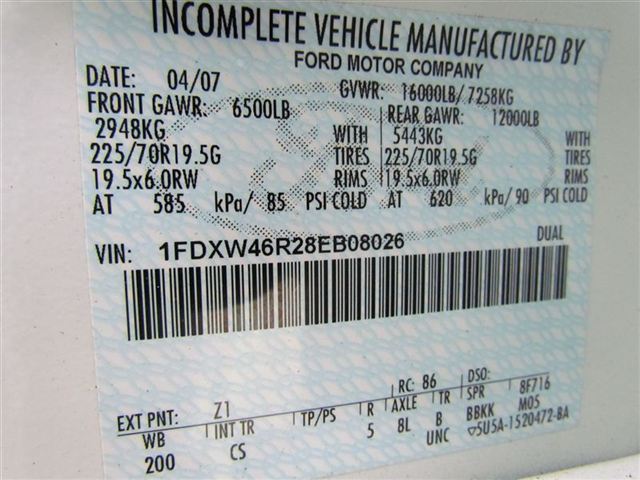 INCOMPLETE VEHICLE MANUFACTURED BY
FORD MOTOR COMPANY
DATE: 04/07 GVWR: 16000LB/ 7258KG
FRONT GAWR: 6500LB REAR GAWR: 12000LB
2948KG WITH 5443KG WITH
225/70R19.5G TIRES 225/70R19.5G TIRES
19.5x6.0RW RIMS 19.5x6.0RW RIMS
AT 585 kPa/ 85 PSI COLD AT 620 kPa/ 90 PSI COLD
VIN: 1FDXW46R28EB08026 DUAL
EXT PNT: Z1 RC: 86 DSO:
WB INT TR TP/PS R AXLE TR SPR 8F716
200 CS 5 8L B BBKK M05
UNC 5U5A-1520472-BA